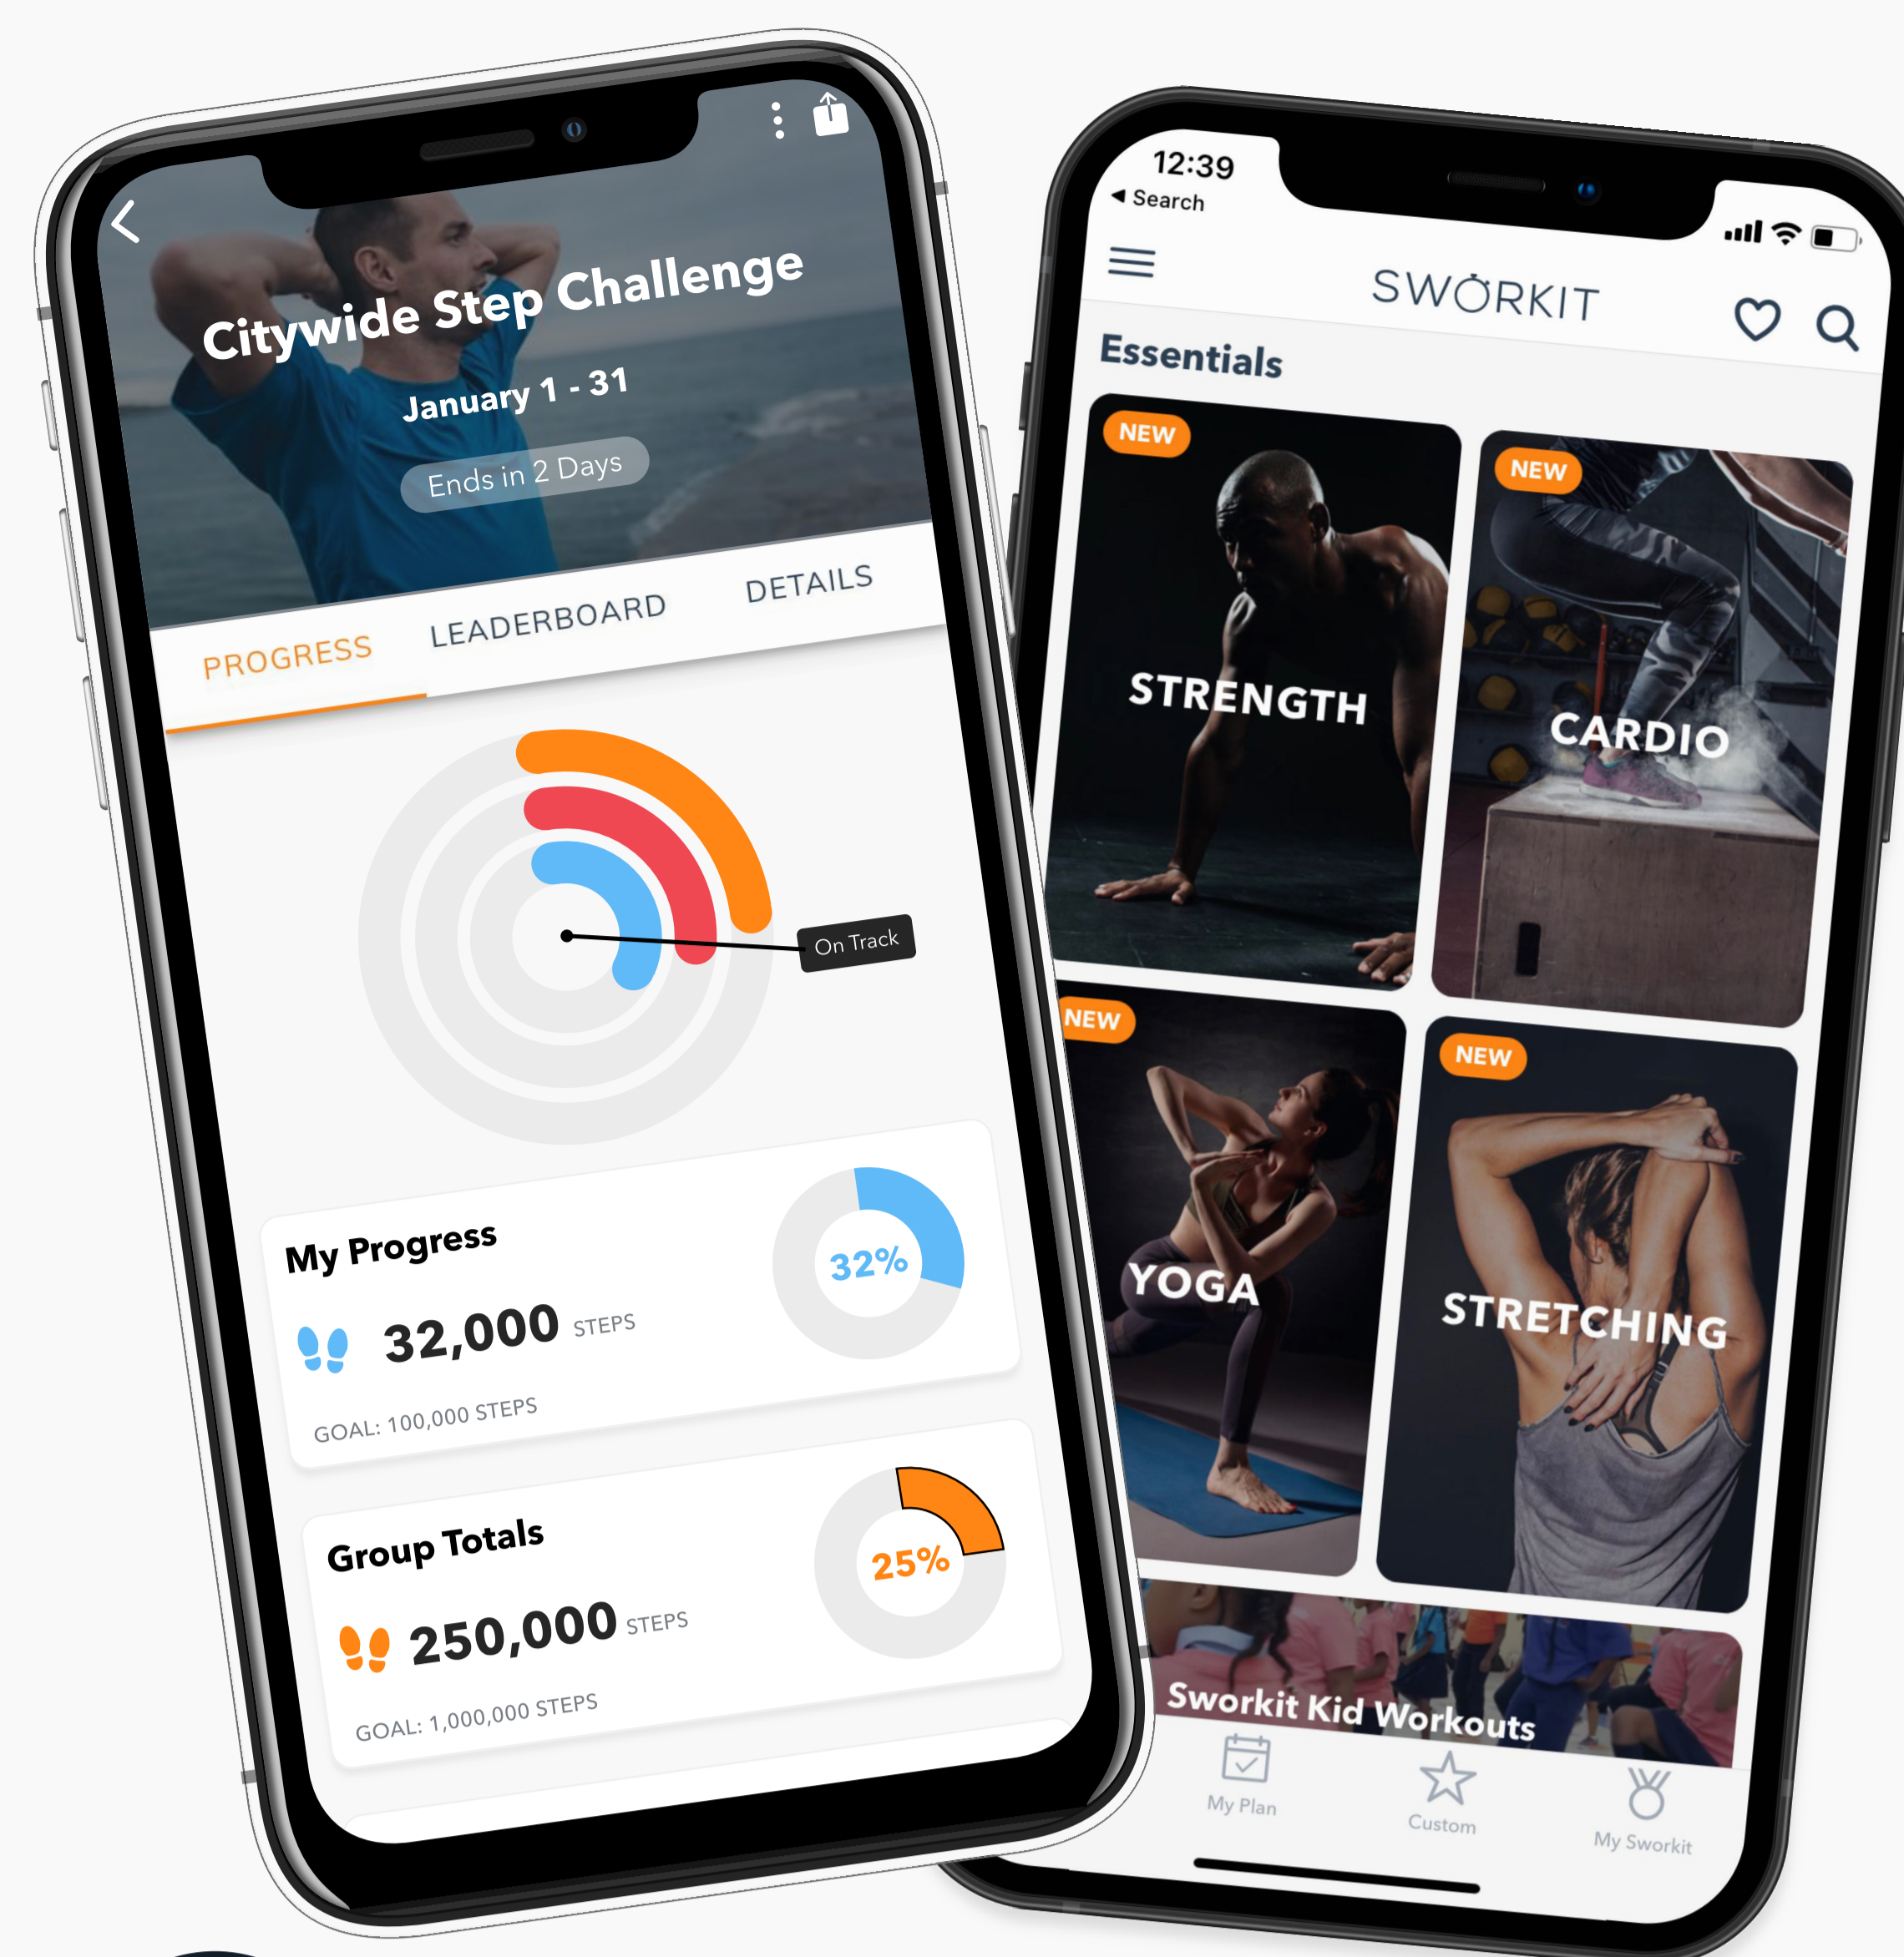 Citywide Step Challenge
January 1 - 31
Ends in 2 Days
PROGRESS
LEADERBOARD
DETAILS
On Track
My Progress
32,000 STEPS
GOAL: 100,000 STEPS
32%
Group Totals
250,000 STEPS
GOAL: 1,000,000 STEPS
25%
12:39
◀ Search
SWORKIT
Essentials
NEW
STRENGTH
NEW
CARDIO
NEW
YOGA
NEW
STRETCHING
Sworkit Kid Workouts
My Plan
Custom
My Sworkit